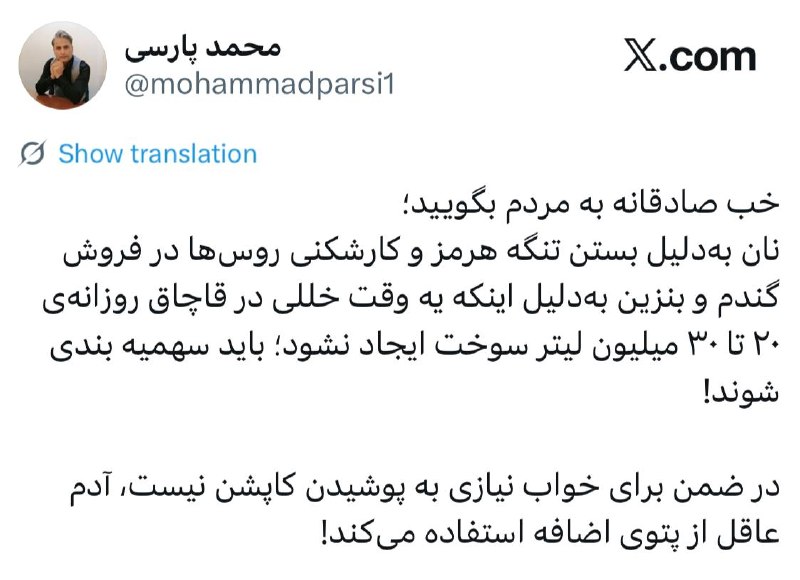 محمد پارسی
@mohammadparsi1
X.com
Show translation
خب صادقانه به مردم بگویید؛
نان به‌دلیل بستن تنگه هرمز و کارشکنی روس‌ها در فروش
گندم و بنزین به‌دلیل اینکه یه وقت خللی در قاچاق روزانه‌ی
۲۰ تا ۳۰ میلیون لیتر سوخت ایجاد نشود؛ باید سهمیه بندی
شوند!
در ضمن برای خواب نیازی به پوشیدن کاپشن نیست، آدم
عاقل از پتوی اضافه استفاده می‌کند!